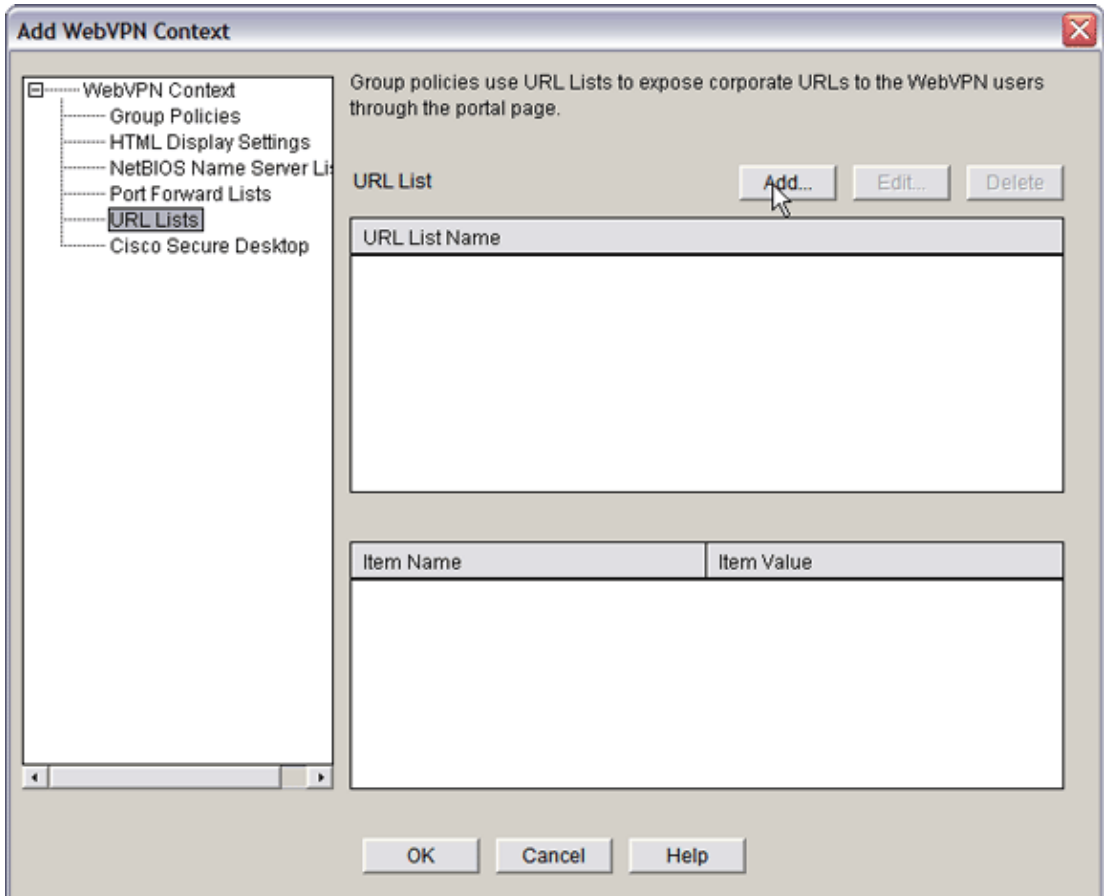 Add WebVPN Context
WebVPN Context
Group Policies
HTML Display Settings
NetBIOS Name Server Lis
Port Forward Lists
URL Lists
Cisco Secure Desktop
Group policies use URL Lists to expose corporate URLs to the WebVPN users
through the portal page.
URL List
Add...
Edit...
Delete
URL List Name
Item Name
Item Value
OK
Cancel
Help